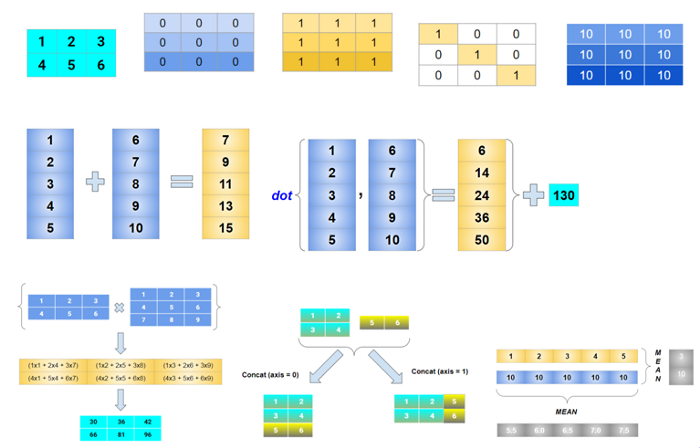 1 2 3
4 5 6
0 0 0
0 0 0
0 0 0
1 1 1
1 1 1
1 1 1
1 0 0
0 1 0
0 0 1
10 10 10
10 10 10
10 10 10
1 6 7
2 7 9
3 8 11
4 9 13
5 10 15
dot
1 6 6
2 7 14
3 , 8 24
4 9 36
5 10 50
130
1 2 3
4 5 6
1 2 3
4 5 6
7 8 9
(1x1 + 2x4 + 3x7) (1x2 + 2x5 + 3x8) (1x3 + 2x6 + 3x9)
(4x1 + 5x4 + 6x7) (4x2 + 5x5 + 6x8) (4x3 + 5x6 + 6x9)
30 36 42
66 81 96
1 2
3 4
5 6
Concat (axis = 0)
Concat (axis = 1)
1 2
3 4
5 6
1 2 5
3 4 6
1 2 3 4 5
10 10 10 10 10
MEAN
3
10
MEAN
5.5 6.0 6.5 7.0 7.5